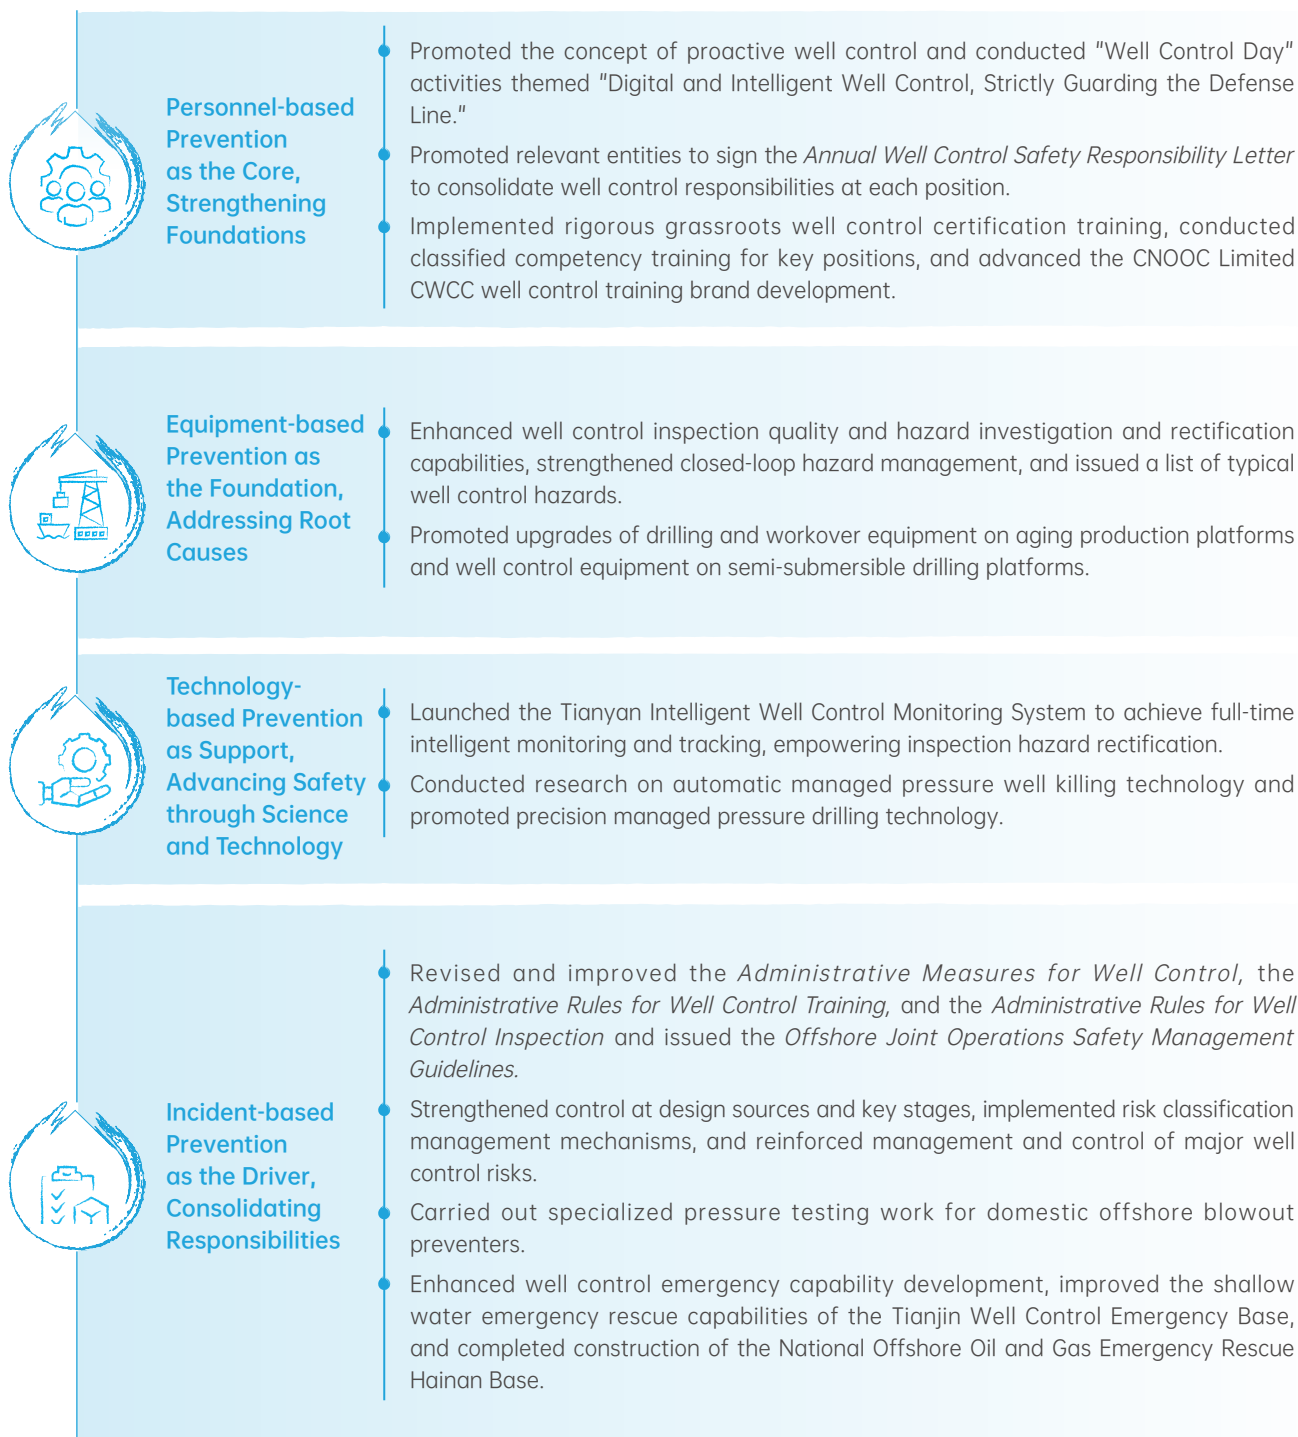 Personnel-based
Prevention
as the Core,
Strengthening
Foundations
Promoted the concept of proactive well control and conducted "Well Control Day"
activities themed "Digital and Intelligent Well Control, Strictly Guarding the Defense
Line."
Promoted relevant entities to sign the Annual Well Control Safety Responsibility Letter
to consolidate well control responsibilities at each position.
Implemented rigorous grassroots well control certification training, conducted
classified competency training for key positions, and advanced the CNOOC Limited
CWCC well control training brand development.
Equipment-based
Prevention as
the Foundation,
Addressing Root
Causes
Enhanced well control inspection quality and hazard investigation and rectification
capabilities, strengthened closed-loop hazard management, and issued a list of typical
well control hazards.
Promoted upgrades of drilling and workover equipment on aging production platforms
and well control equipment on semi-submersible drilling platforms.
Technology-
based Prevention
as Support,
Advancing Safety
through Science
and Technology
Launched the Tianyan Intelligent Well Control Monitoring System to achieve full-time
intelligent monitoring and tracking, empowering inspection hazard rectification.
Conducted research on automatic managed pressure well killing technology and
promoted precision managed pressure drilling technology.
Incident-based
Prevention
as the Driver,
Consolidating
Responsibilities
Revised and improved the Administrative Measures for Well Control, the
Administrative Rules for Well Control Training, and the Administrative Rules for Well
Control Inspection and issued the Offshore Joint Operations Safety Management
Guidelines.
Strengthened control at design sources and key stages, implemented risk classification
management mechanisms, and reinforced management and control of major well
control risks.
Carried out specialized pressure testing work for domestic offshore blowout
preventers.
Enhanced well control emergency capability development, improved the shallow
water emergency rescue capabilities of the Tianjin Well Control Emergency Base,
and completed construction of the National Offshore Oil and Gas Emergency Rescue
Hainan Base.